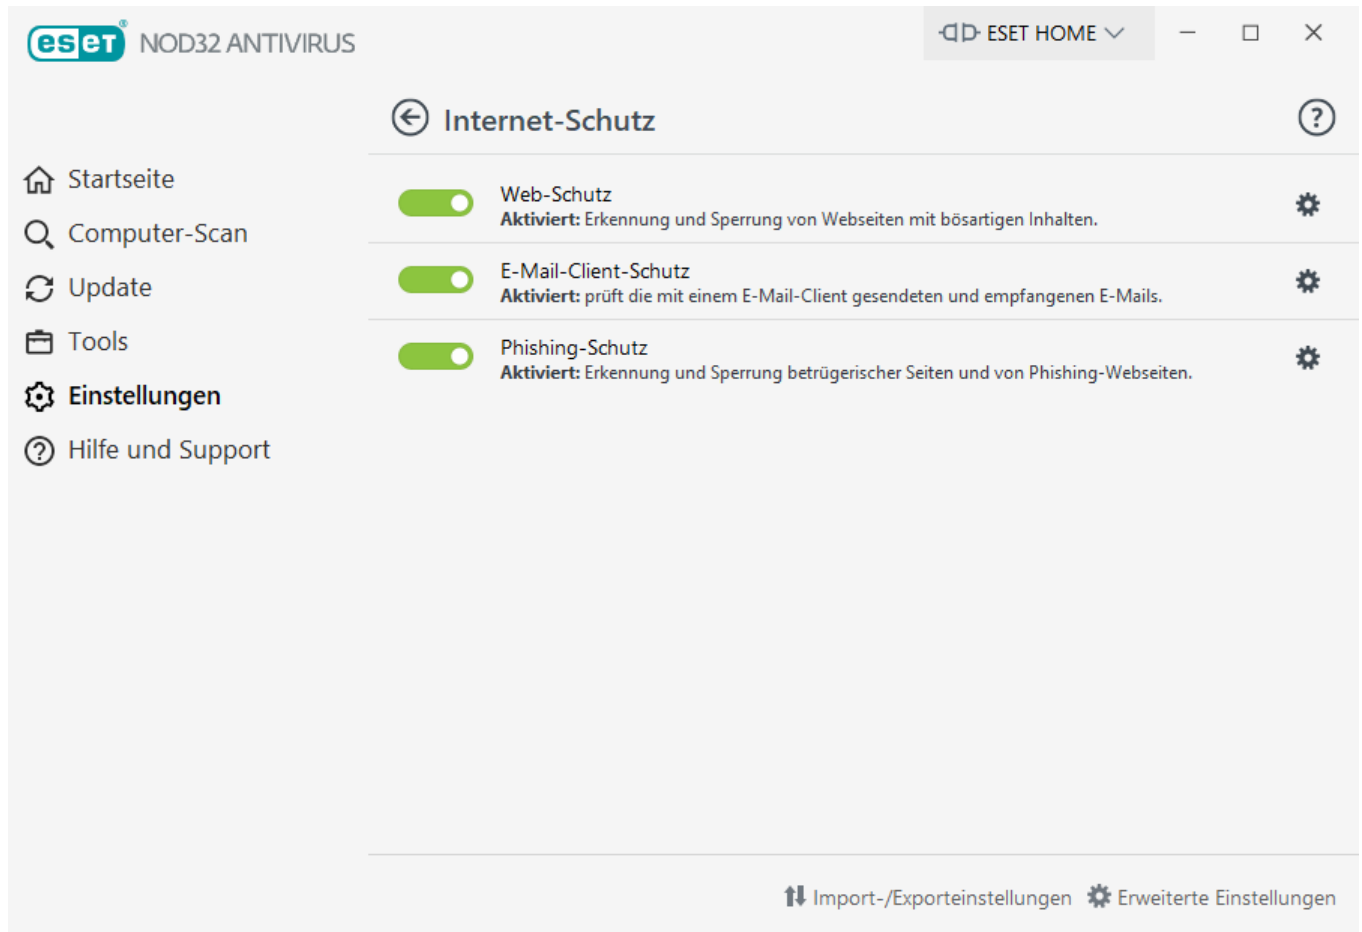 eset® NOD32 ANTIVIRUS
ESET HOME
Internet-Schutz
Startseite
Computer-Scan
Update
Tools
Einstellungen
Hilfe und Support
Web-Schutz
Aktiviert: Erkennung und Sperrung von Webseiten mit bösartigen Inhalten.
E-Mail-Client-Schutz
Aktiviert: prüft die mit einem E-Mail-Client gesendeten und empfangenen E-Mails.
Phishing-Schutz
Aktiviert: Erkennung und Sperrung betrügerischer Seiten und von Phishing-Webseiten.
Import-/Exporteinstellungen Erweiterte Einstellungen